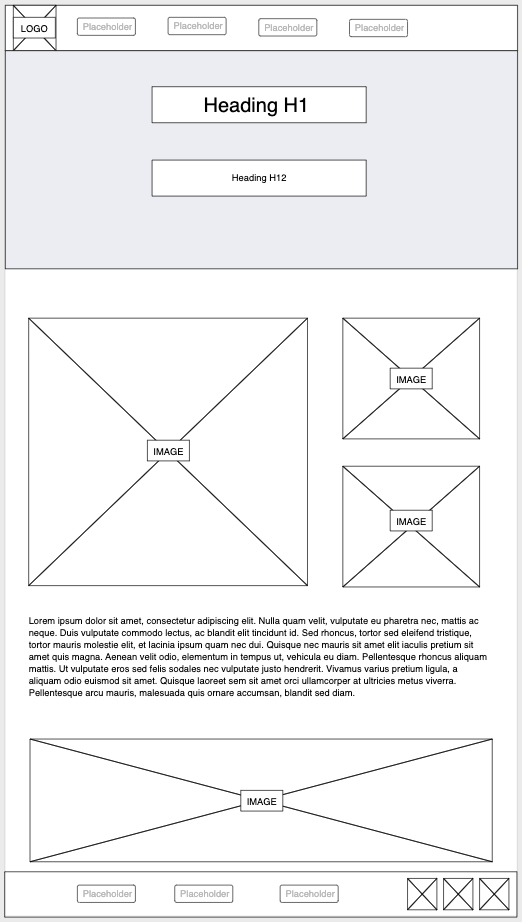 LOGO
Placeholder
Placeholder
Placeholder
Placeholder
Heading H1
Heading H12
IMAGE
IMAGE
IMAGE
Lorem ipsum dolor sit amet, consectetur adipiscing elit. Nulla quam velit, vulputate eu pharetra nec, mattis ac
neque. Duis vulputate commodo lectus, ac blandit elit tincidunt id. Sed rhoncus, tortor sed eleifend tristique,
tortor mauris molestie elit, et lacinia ipsum quam nec dui. Quisque nec mauris sit amet elit iaculis pretium sit
amet quis magna. Aenean velit odio, elementum in tempus ut, vehicula eu diam. Pellentesque rhoncus aliquam
mattis. Ut vulputate eros sed felis sodales nec vulputate justo hendrerit. Vivamus varius pretium ligula, a
aliquam odio euismod sit amet. Quisque laoreet sem sit amet orci ullamcorper at ultricies metus viverra.
Pellentesque arcu mauris, malesuada quis ornare accumsan, blandit sed diam.
IMAGE
Placeholder
Placeholder
Placeholder